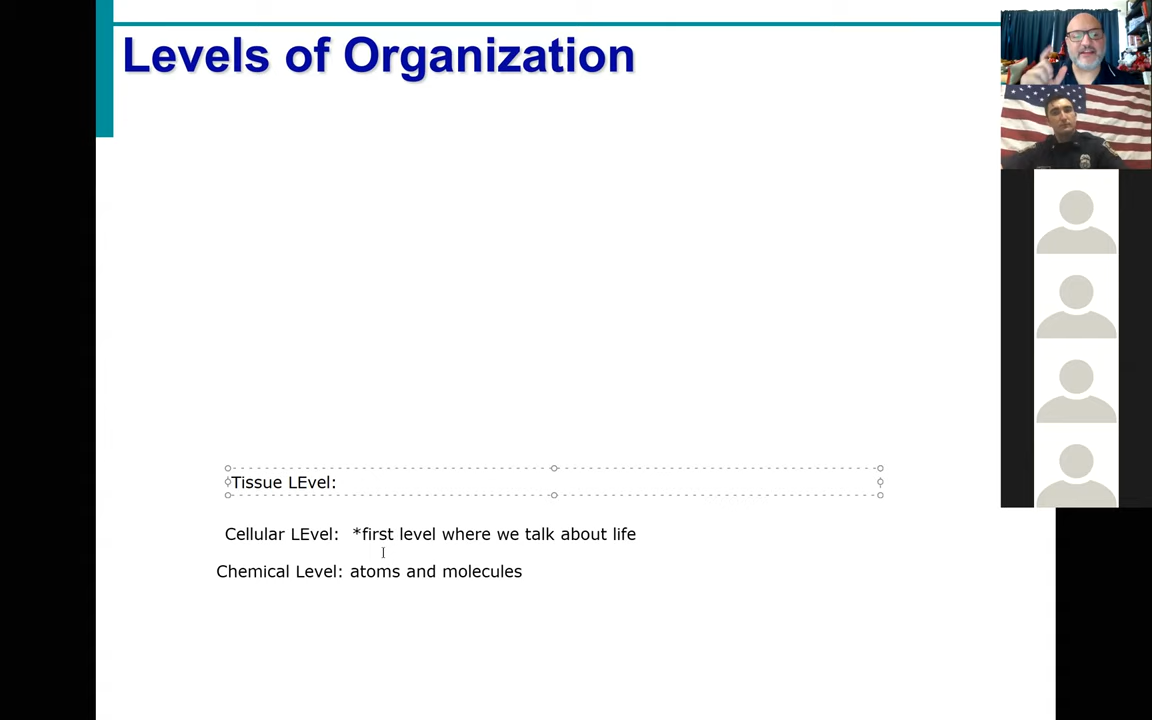 Levels of Organization
Tissue LEvel:
Cellular LEvel: *first level where we talk about life
Chemical Level: atoms and molecules